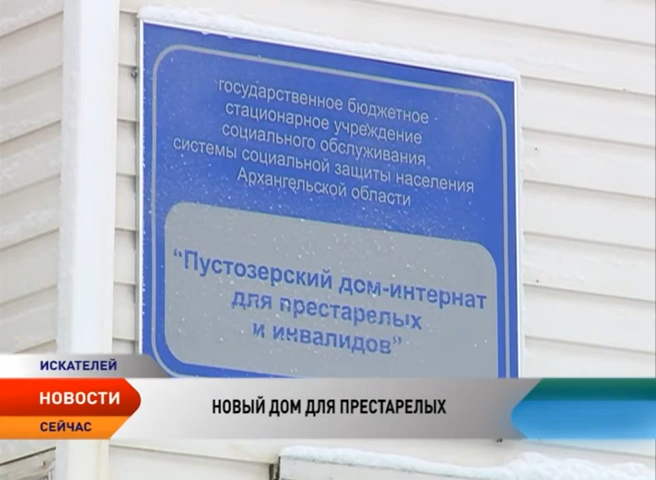 государственное бюджетное
стационарное учреждение
социального обслуживания
системы социальной защиты населения
Архангельской области
"Пустозерский дом-интернат
для престарелых
и инвалидов"
ИСКАТЕЛЕЙ
НОВОСТИ
СЕЙЧАС
НОВЫЙ ДОМ ДЛЯ ПРЕСТАРЕЛЫХ